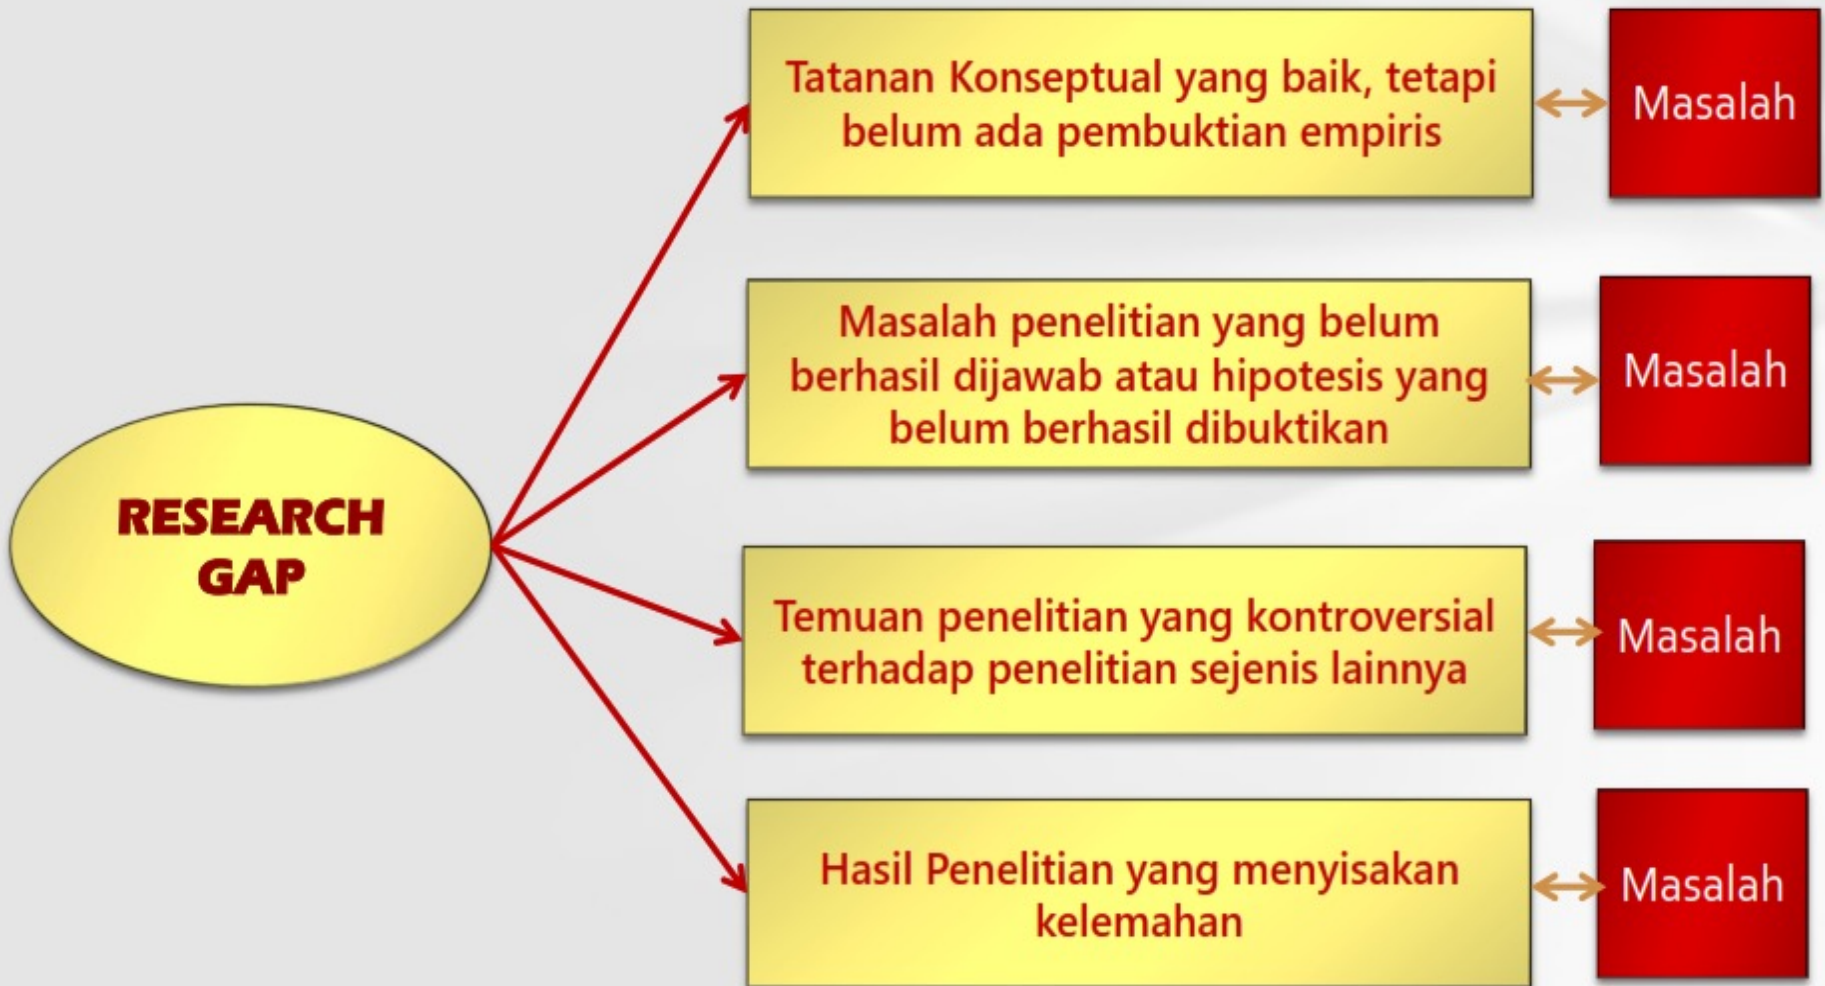 RESEARCH
GAP
Tatanan Konseptual yang baik, tetapi
belum ada pembuktian empiris
Masalah
Masalah penelitian yang belum
berhasil dijawab atau hipotesis yang
belum berhasil dibuktikan
Masalah
Temuan penelitian yang kontroversial
terhadap penelitian sejenis lainnya
Masalah
Hasil Penelitian yang menyisakan
kelemahan
Masalah